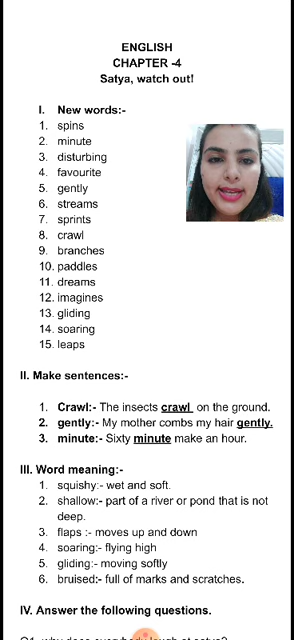 ENGLISH
CHAPTER -4
Satya, watch out!
I. New words:-
1. spins
2. minute
3. disturbing
4. favourite
5. gently
6. streams
7. sprints
8. crawl
9. branches
10. paddles
11. dreams
12. imagines
13. gliding
14. soaring
15. leaps
II. Make sentences:-
1. Crawl:- The insects crawl on the ground.
2. gently:- My mother combs my hair gently.
3. minute:- Sixty minute make an hour.
III. Word meaning:-
1. squishy:- wet and soft.
2. shallow:- part of a river or pond that is not
deep.
3. flaps :- moves up and down
4. soaring:- flying high
5. gliding:- moving softly
6. bruised:- full of marks and scratches.
IV. Answer the following questions.